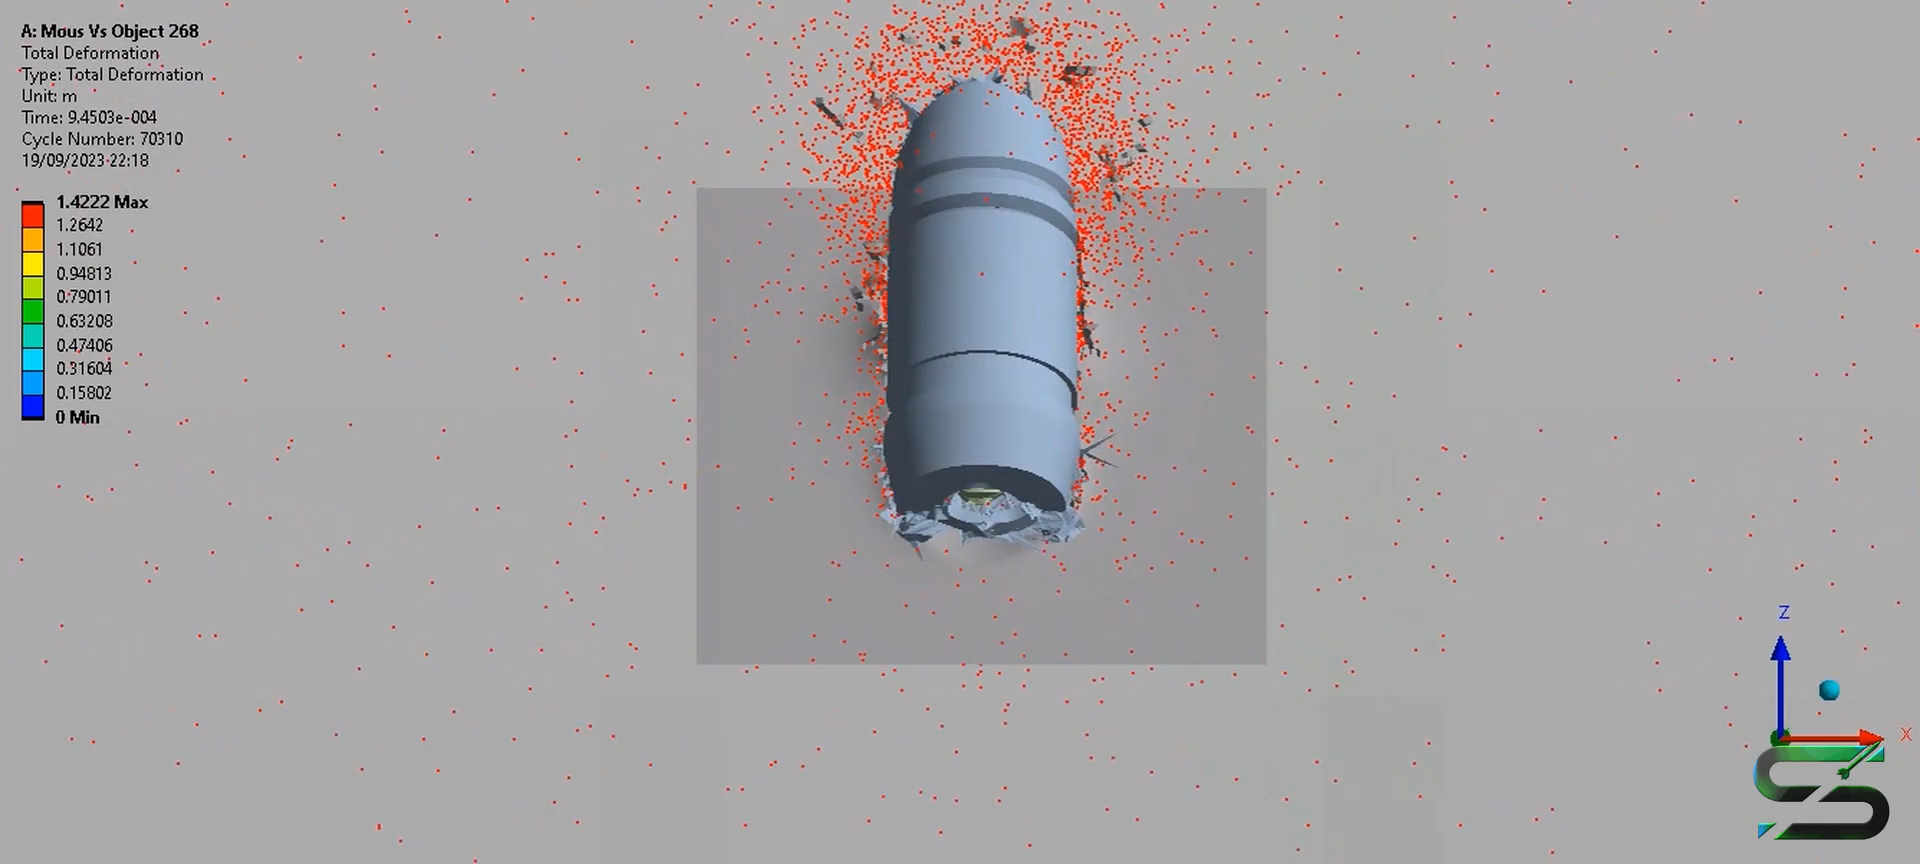 A: Mous Vs Object 268
Total Deformation
Type: Total Deformation
Unit: m
Time: 9.4503e-004
Cycle Number: 70310
19/09/2023 22:18
1.4222 Max
1.2642
1.1061
0.94813
0.79011
0.63208
0.47406
0.31604
0.15802
0 Min
Z
X